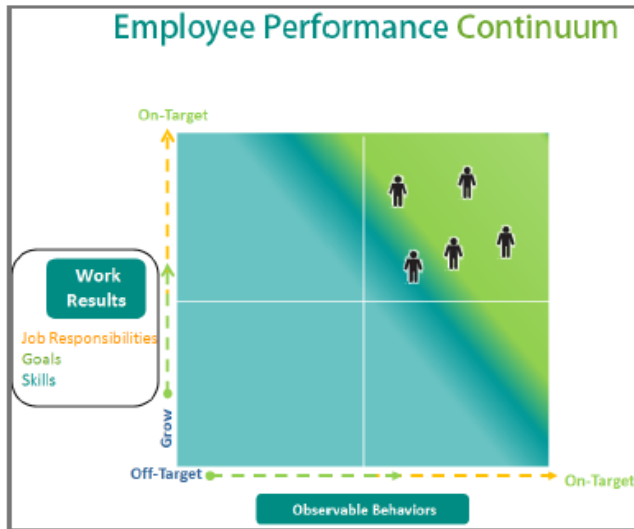 Employee Performance Continuum
On-Target
Work
Results
Job Responsibilities
Goals
Skills
Grow
Off-Target
On-Target
Observable Behaviors